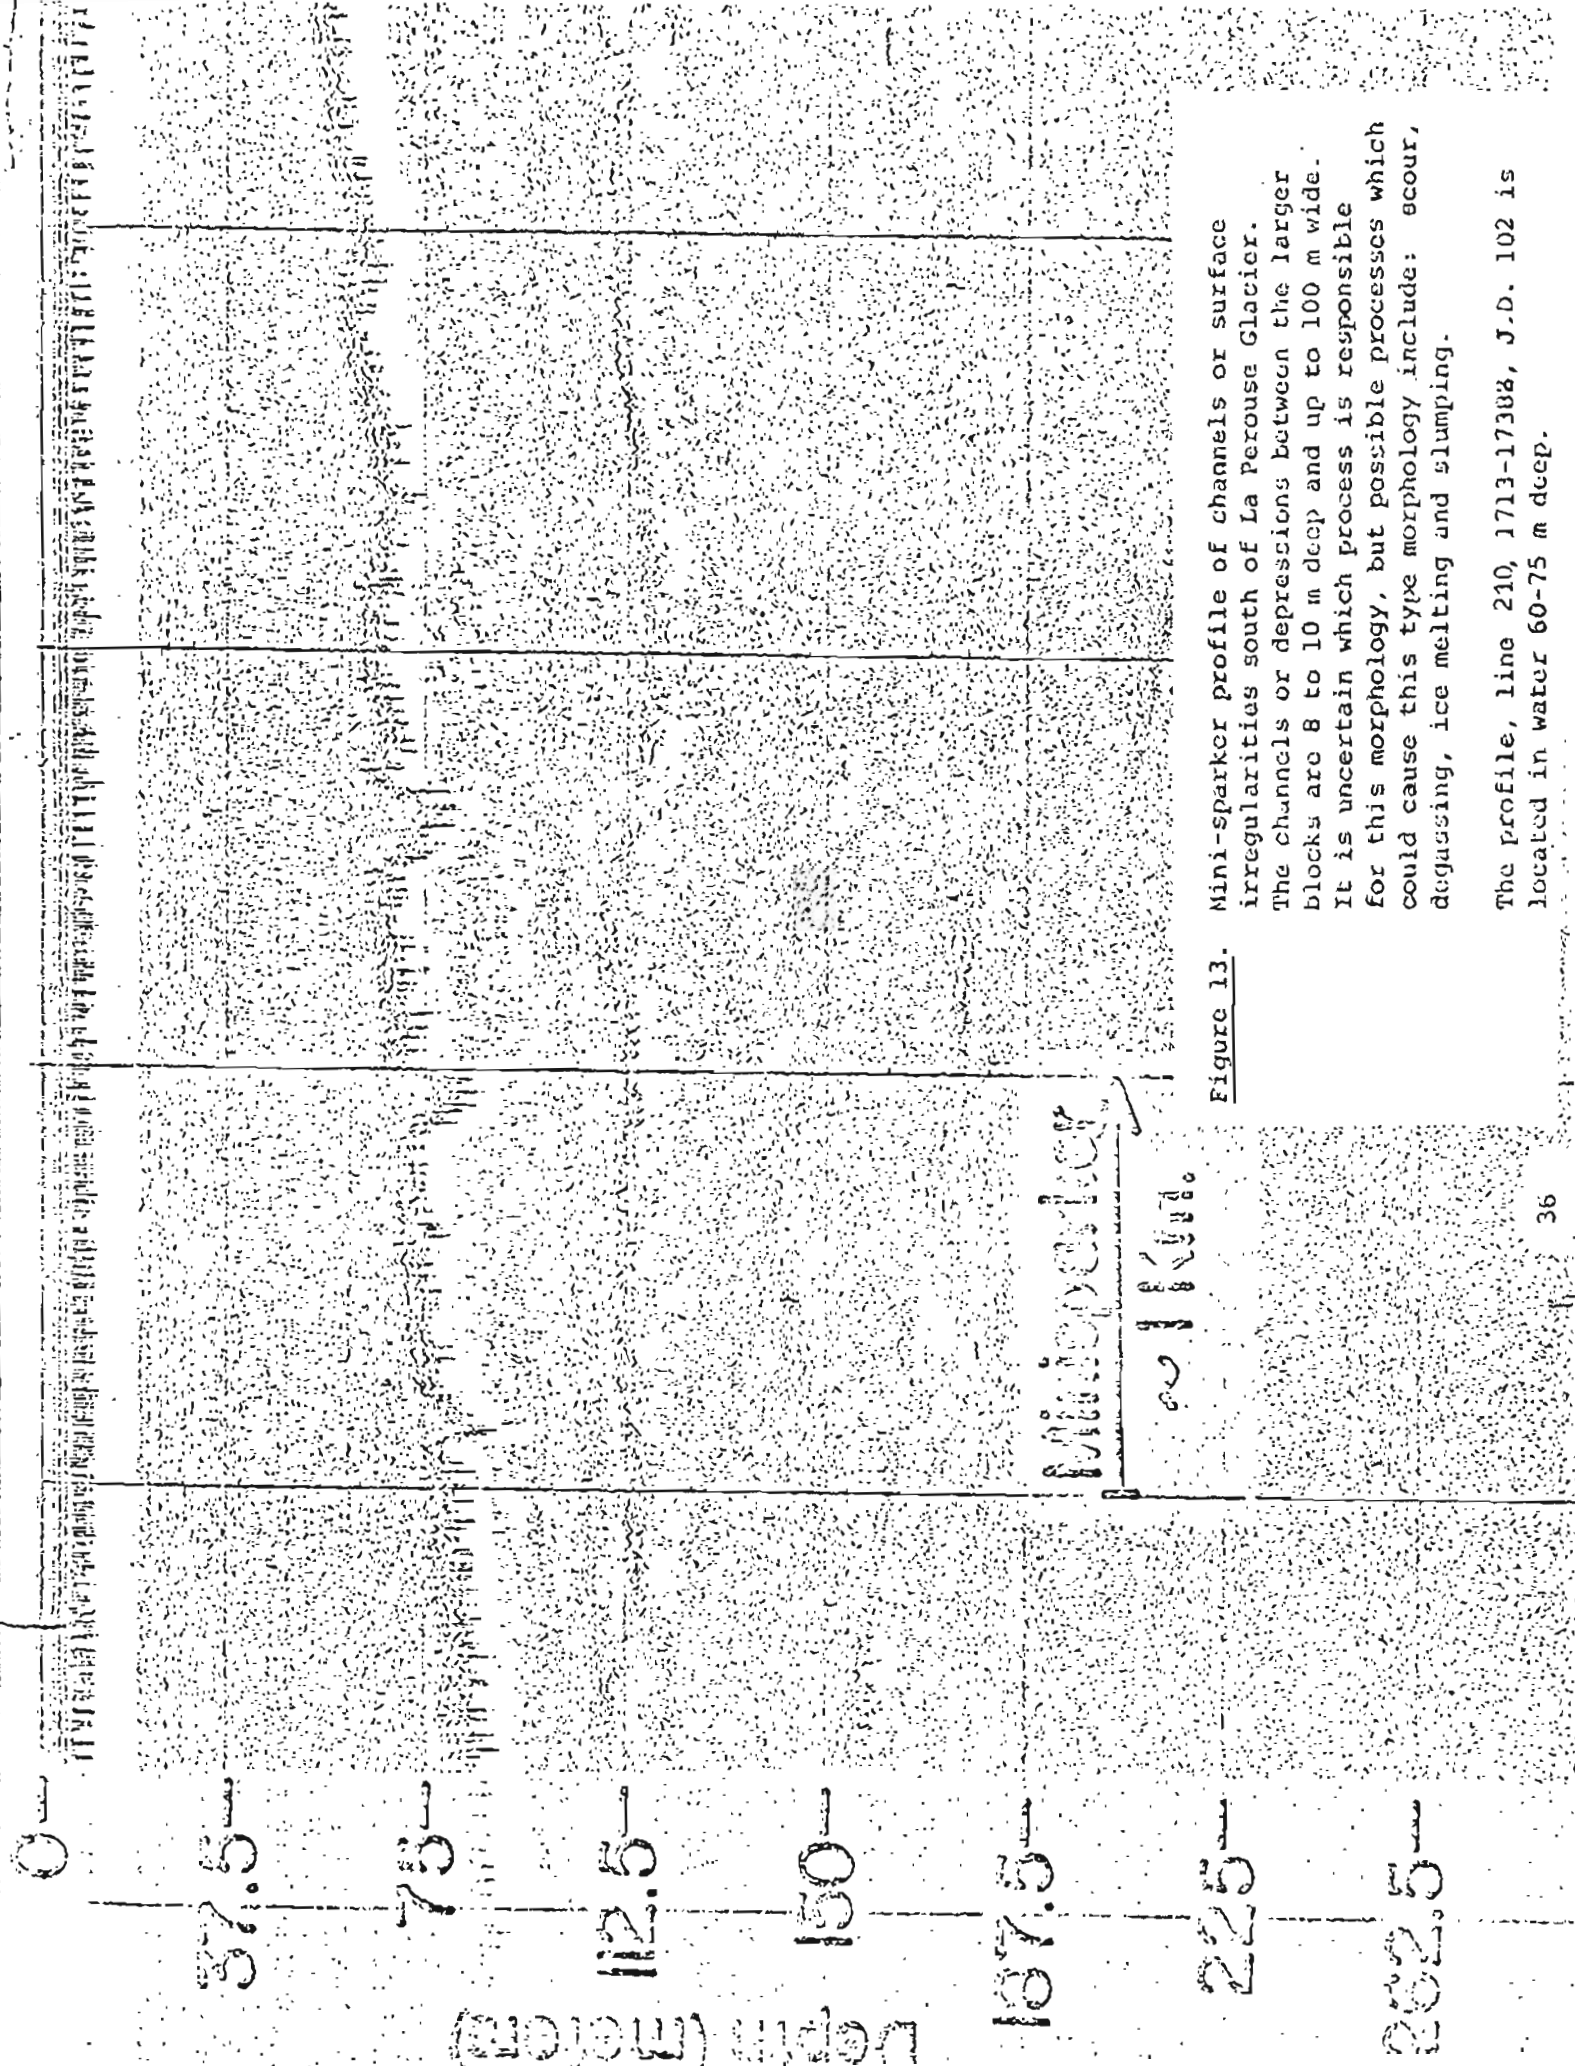 0
37.5
75
112.5
150
187.5
225
262.5
Depth (Meters)
Minisparker
~ 1 Km.
Figure 13. Mini-sparker profile of channels or surface
irregularities south of La Perouse Glacier.
The channels or depressions between the larger
blocks are 8 to 10 m deep and up to 100 m wide.
It is uncertain which process is responsible
for this morphology, but possible processes which
could cause this type morphology include: scour,
degassing, ice melting and slumping.
The profile, line 210, 1713-1738Z, J.D. 102 is
located in water 60-75 m deep.
36